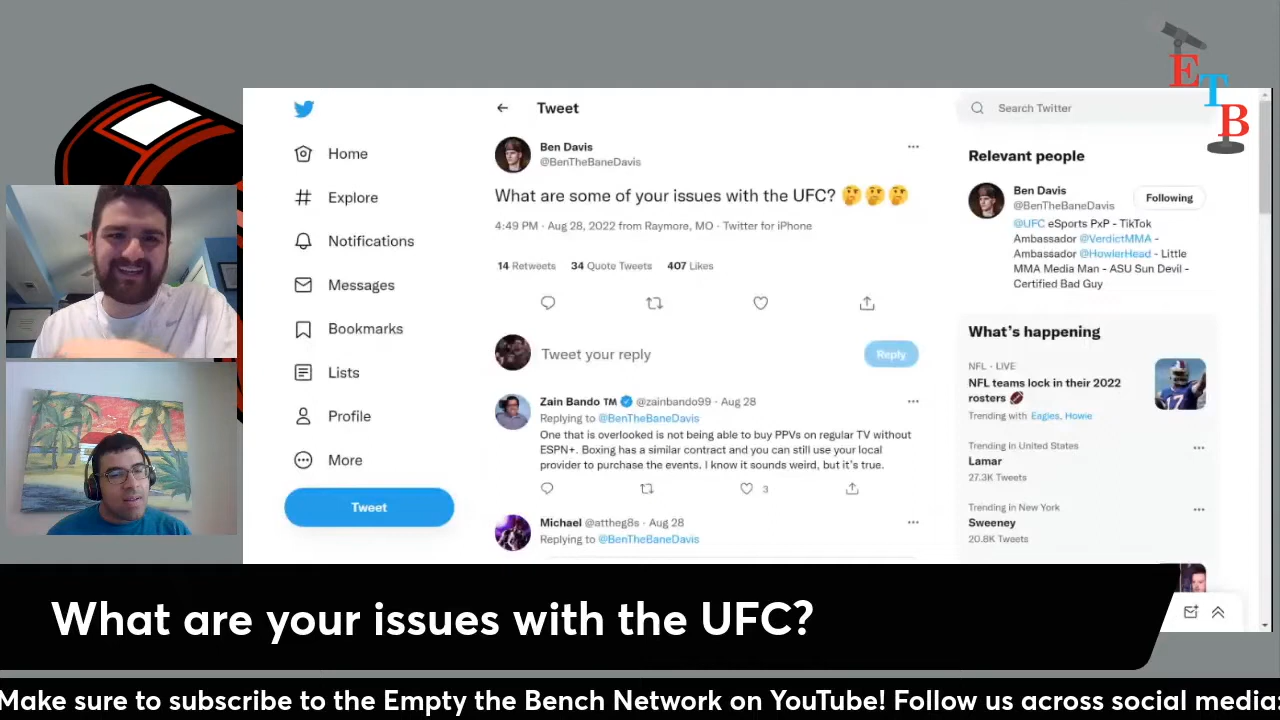 E
T
B
Home
Explore
Notifications
Messages
Bookmarks
Lists
Profile
More
Tweet
Tweet
Ben Davis
@BenTheBaneDavis
What are some of your issues with the UFC? 🤔🤔🤔
4:49 PM · Aug 28, 2022 from Raymore, MO · Twitter for iPhone
14 Retweets 34 Quote Tweets 407 Likes
Tweet your reply
Reply
Zain Bando ™ @zainbando99 · Aug 28
Replying to @BenTheBaneDavis
One that is overlooked is not being able to buy PPVs on regular TV without
ESPN+. Boxing has a similar contract and you can still use your local
provider to purchase the events. I know it sounds weird, but it's true.
3
Michael @attheg8s · Aug 28
Replying to @BenTheBaneDavis
Search Twitter
Relevant people
Ben Davis
@BenTheBaneDavis
Following
@UFC eSports PxP - TikTok
Ambassador @VerdictMMA -
Ambassador @HowlerHead - Little
MMA Media Man - ASU Sun Devil -
Certified Bad Guy
What's happening
NFL · LIVE
NFL teams lock in their 2022
rosters 🏈
Trending with Eagles, Howie
Trending in United States
Lamar
27.3K Tweets
Trending in New York
Sweeney
20.8K Tweets
What are your issues with the UFC?
Make sure to subscribe to the Empty the Bench Network on YouTube! Follow us across social media: